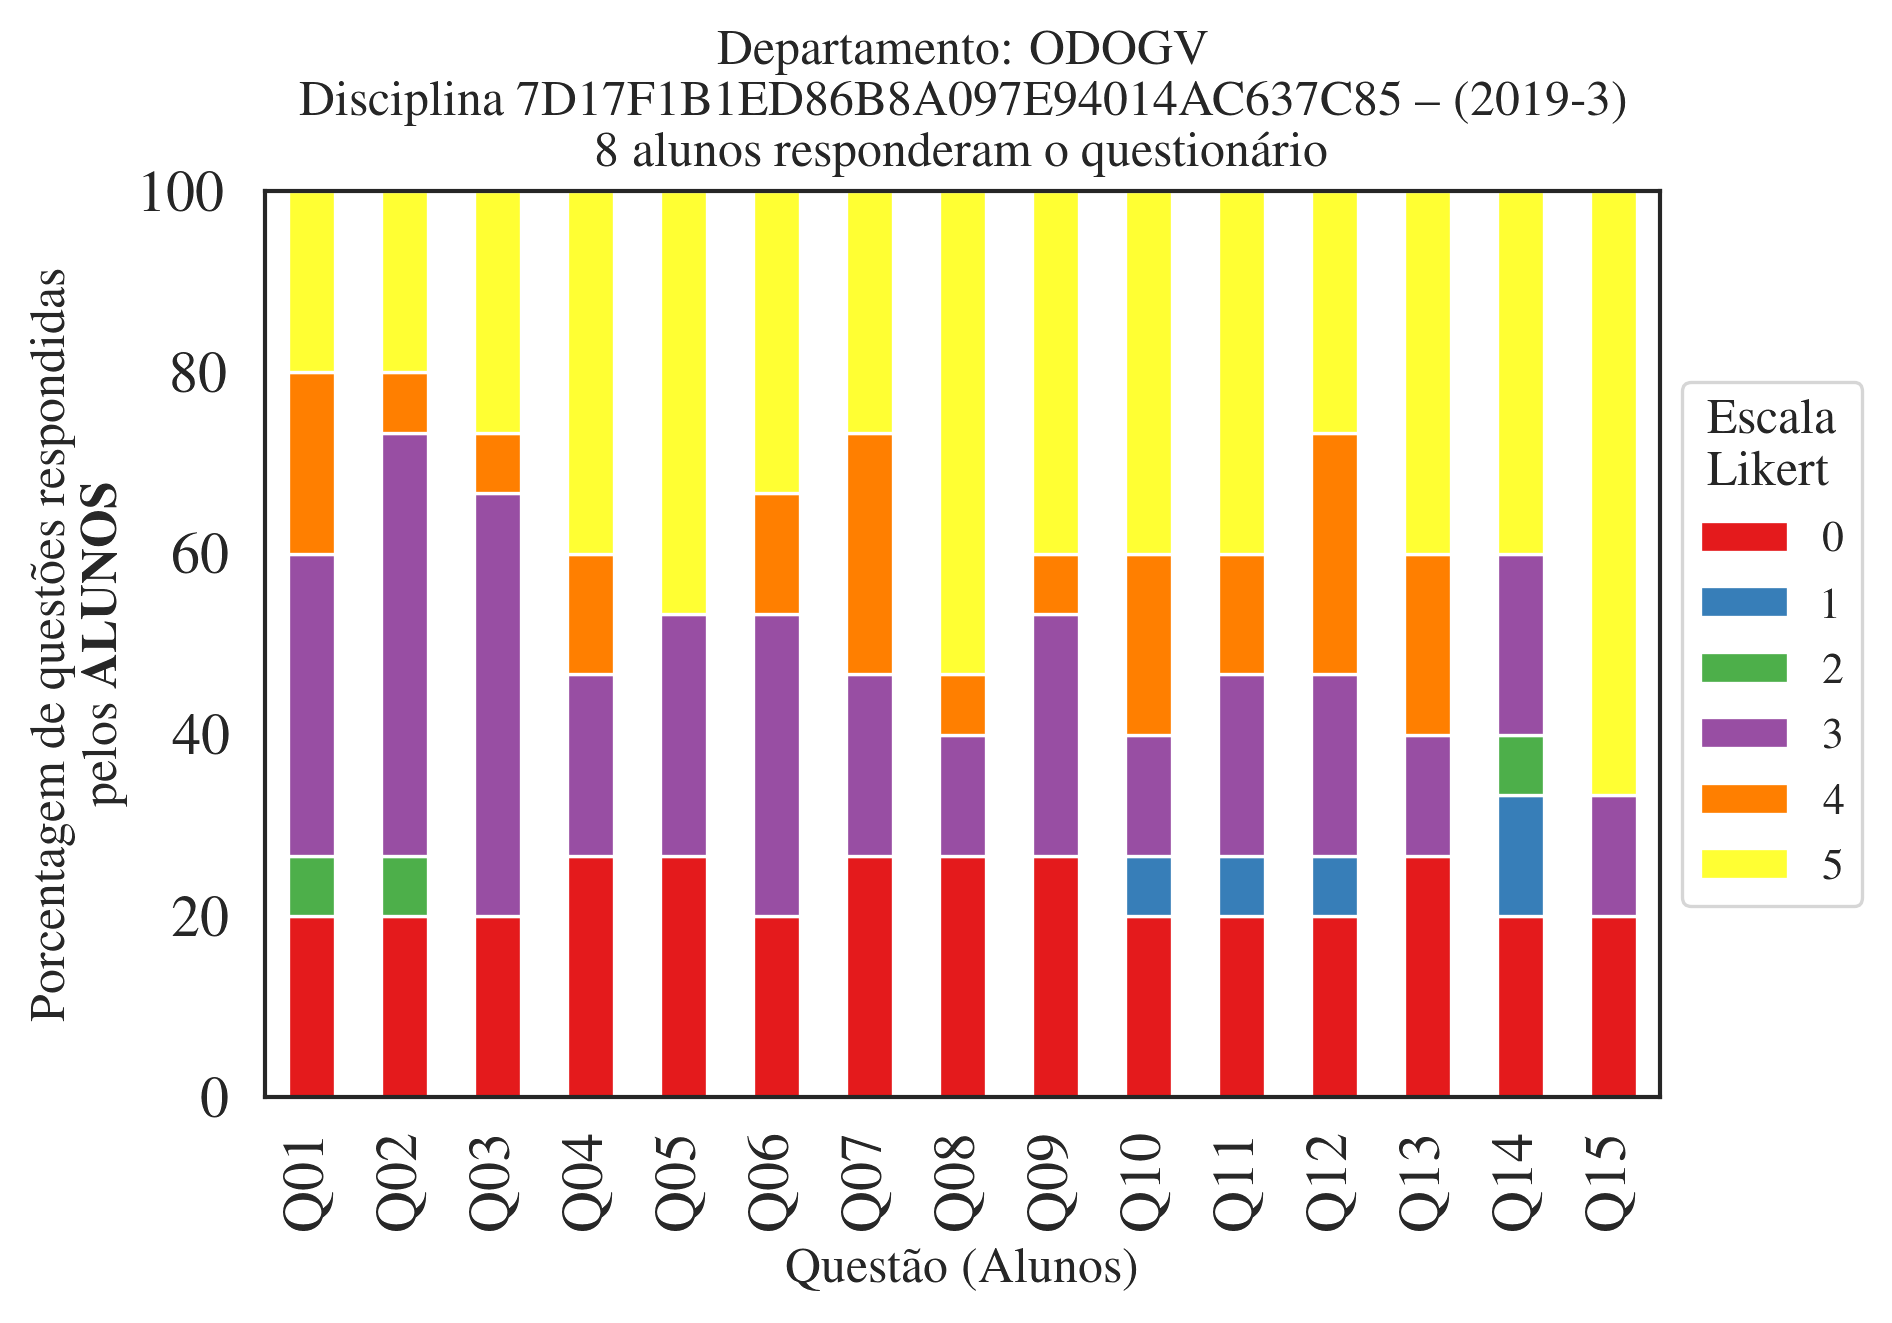 Departamento: ODOGV
Disciplina 7D17F1B1ED86B8A097E94014AC637C85 – (2019-3)
8 alunos responderam o questionário
Porcentagem de questões respondidas
pelos ALUNOS
100
80
60
40
20
0
Q01
Q02
Q03
Q04
Q05
Q06
Q07
Q08
Q09
Q10
Q11
Q12
Q13
Q14
Q15
Questão (Alunos)
Escala
Likert
0
1
2
3
4
5